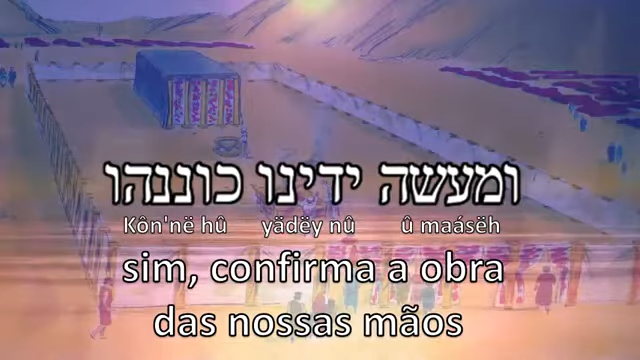 ומעשה ידינו כוננהו
Kôn'në hû yädëy nû û maásëh
sim, confirma a obra
das nossas mãos